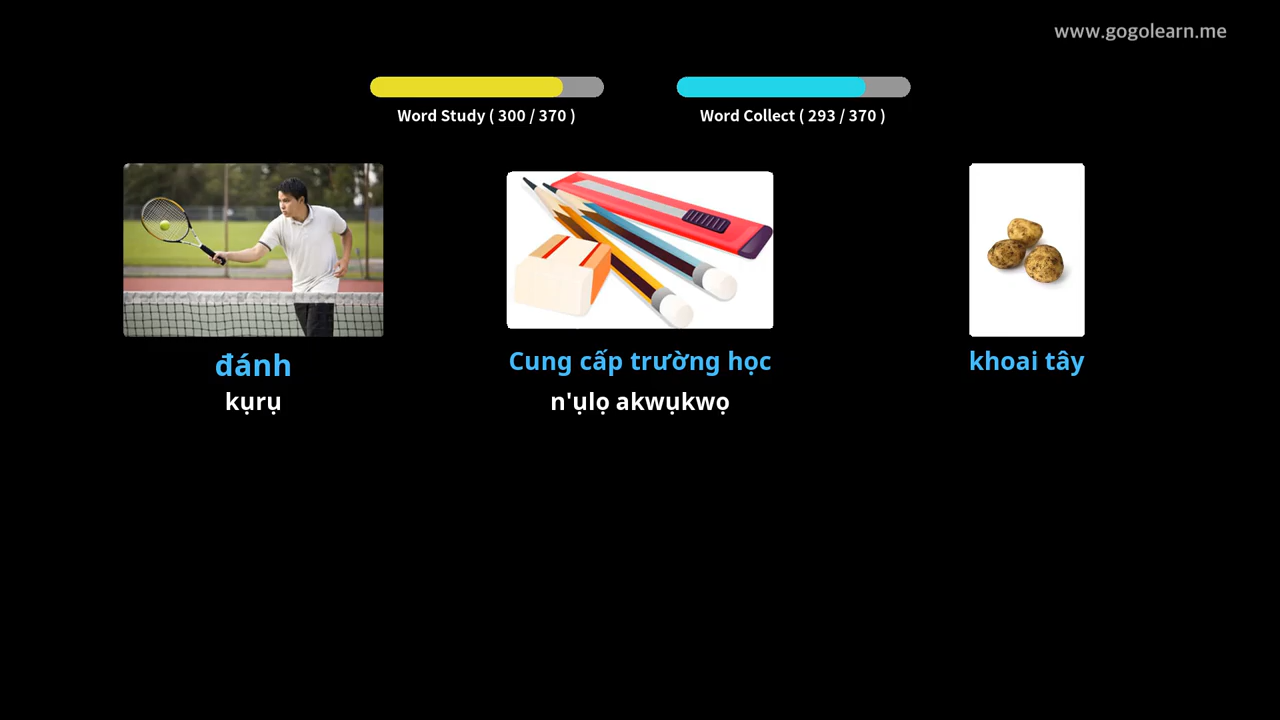 www.gogolearn.me
Word Study ( 300 / 370 )
Word Collect ( 293 / 370 )
đánh
kụrụ
Cung cấp trường học
n'ụlọ akwụkwọ
khoai tây